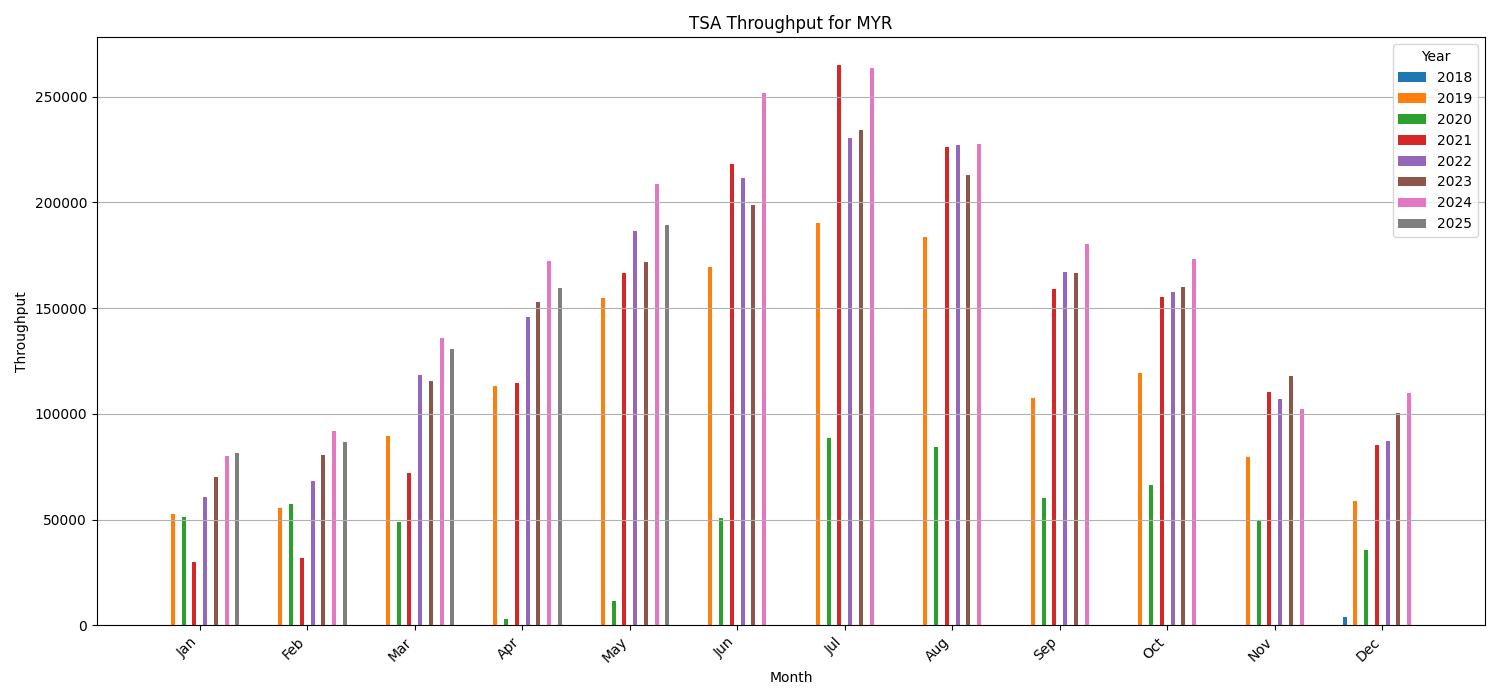 TSA Throughput for MYR
Year
2018
2019
2020
2021
2022
2023
2024
2025
Throughput
250000
200000
150000
100000
50000
0
Jan
Feb
Mar
Apr
May
Jun
Jul
Aug
Sep
Oct
Nov
Dec
Month